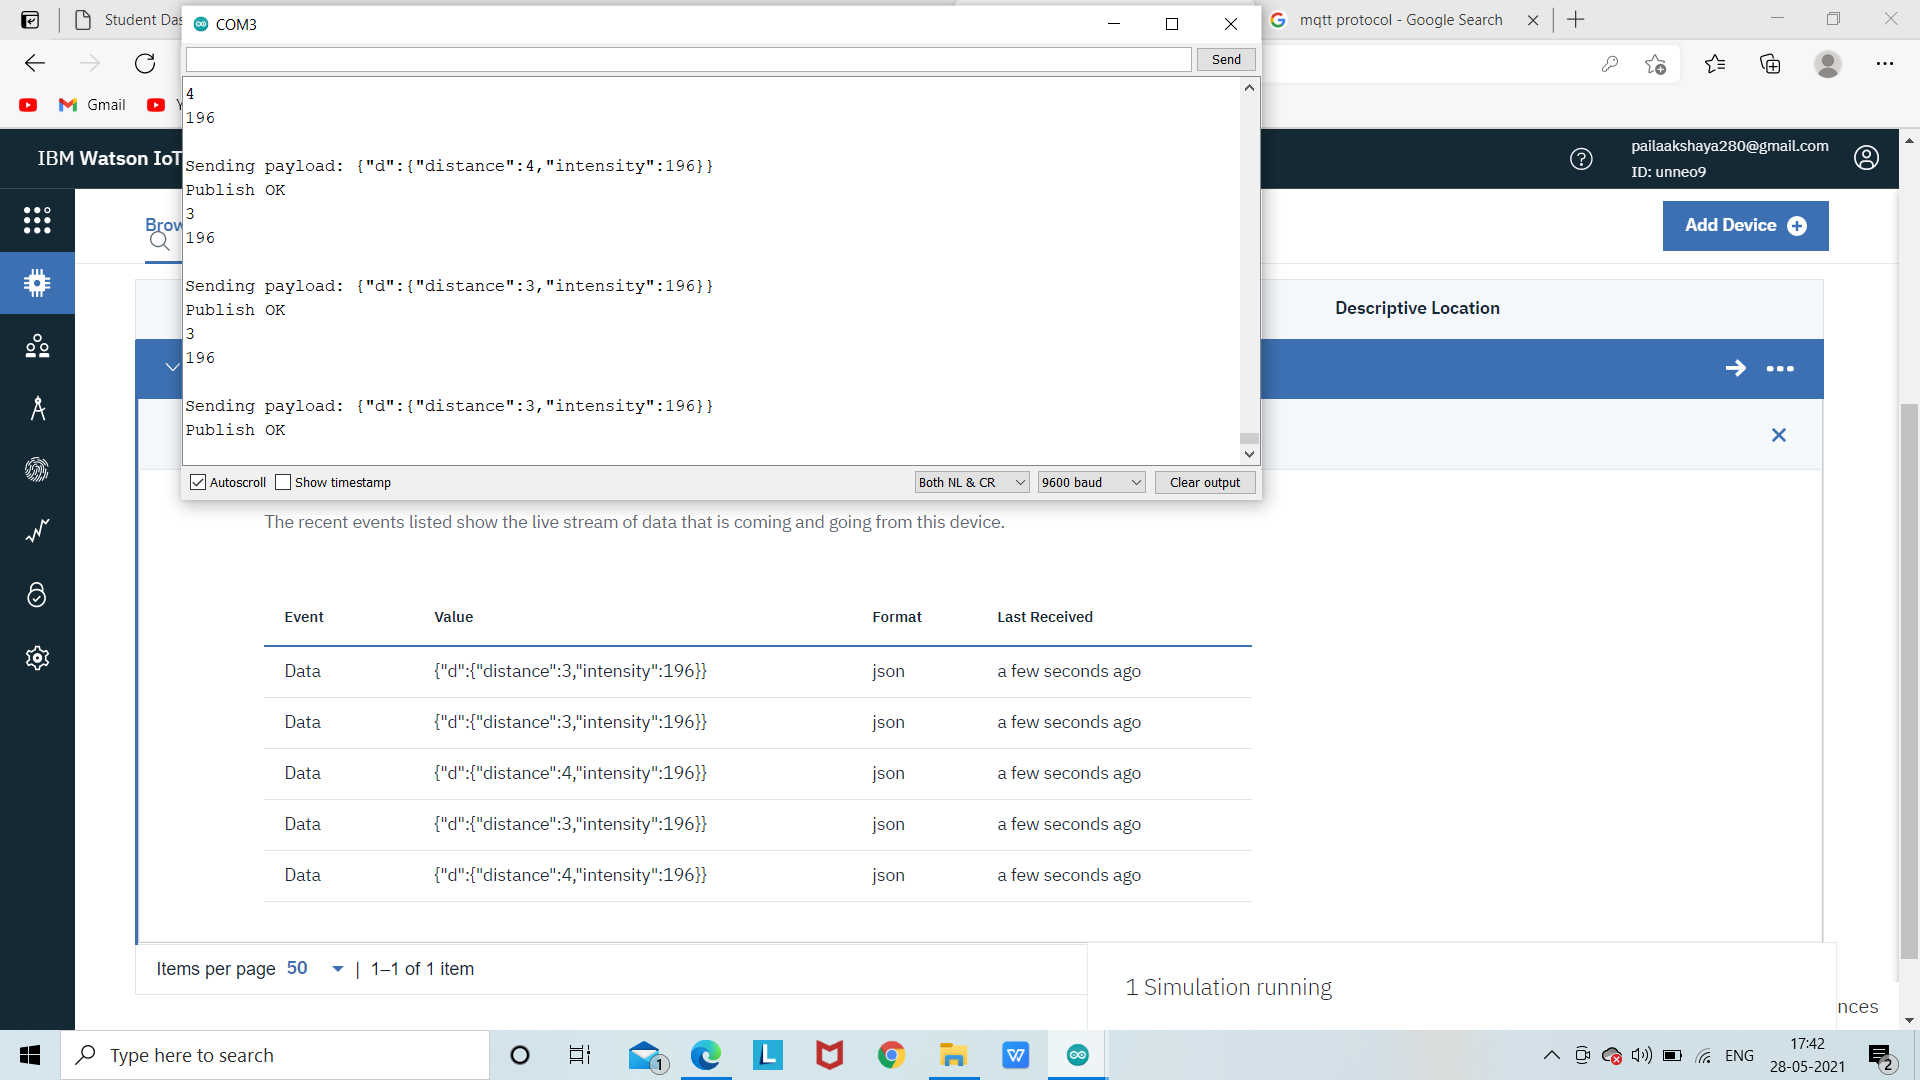 Student Das
COM3
mqtt protocol - Google Search
Send
Gmail
4
196
Sending payload: {"d":{"distance":4,"intensity":196}}
Publish OK
3
196
Sending payload: {"d":{"distance":3,"intensity":196}}
Publish OK
3
196
Sending payload: {"d":{"distance":3,"intensity":196}}
Publish OK
Autoscroll Show timestamp Both NL & CR 9600 baud Clear output
IBM Watson IoT
pailaakshaya280@gmail.com
ID: unneo9
Brow
Add Device
Descriptive Location
The recent events listed show the live stream of data that is coming and going from this device.
Event Value Format Last Received
Data {"d":{"distance":3,"intensity":196}} json a few seconds ago
Data {"d":{"distance":3,"intensity":196}} json a few seconds ago
Data {"d":{"distance":4,"intensity":196}} json a few seconds ago
Data {"d":{"distance":3,"intensity":196}} json a few seconds ago
Data {"d":{"distance":4,"intensity":196}} json a few seconds ago
Items per page 50 | 1–1 of 1 item
1 Simulation running
nces
Type here to search
1
L
W
ENG
17:42
28-05-2021
2